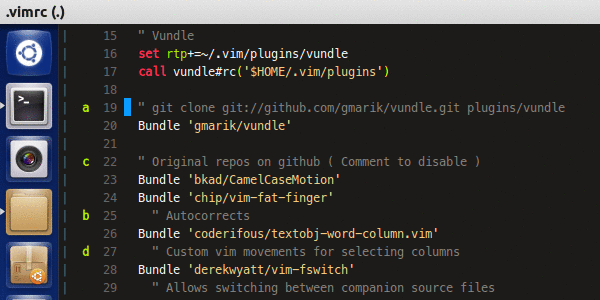 .vimrc (.)
15 " Vundle
16 set rtp+=~/.vim/plugins/vundle
17 call vundle#rc('$HOME/.vim/plugins')
18
a 19 " git clone git://github.com/gmarik/vundle.git plugins/vundle
20 Bundle 'gmarik/vundle'
21
c 22 " Original repos on github ( Comment to disable )
23 Bundle 'bkad/CamelCaseMotion'
24 Bundle 'chip/vim-fat-finger'
b 25 " Autocorrects
26 Bundle 'coderifous/textobj-word-column.vim'
d 27 " Custom vim movements for selecting columns
28 Bundle 'derekwyatt/vim-fswitch'
29 " Allows switching between companion source files